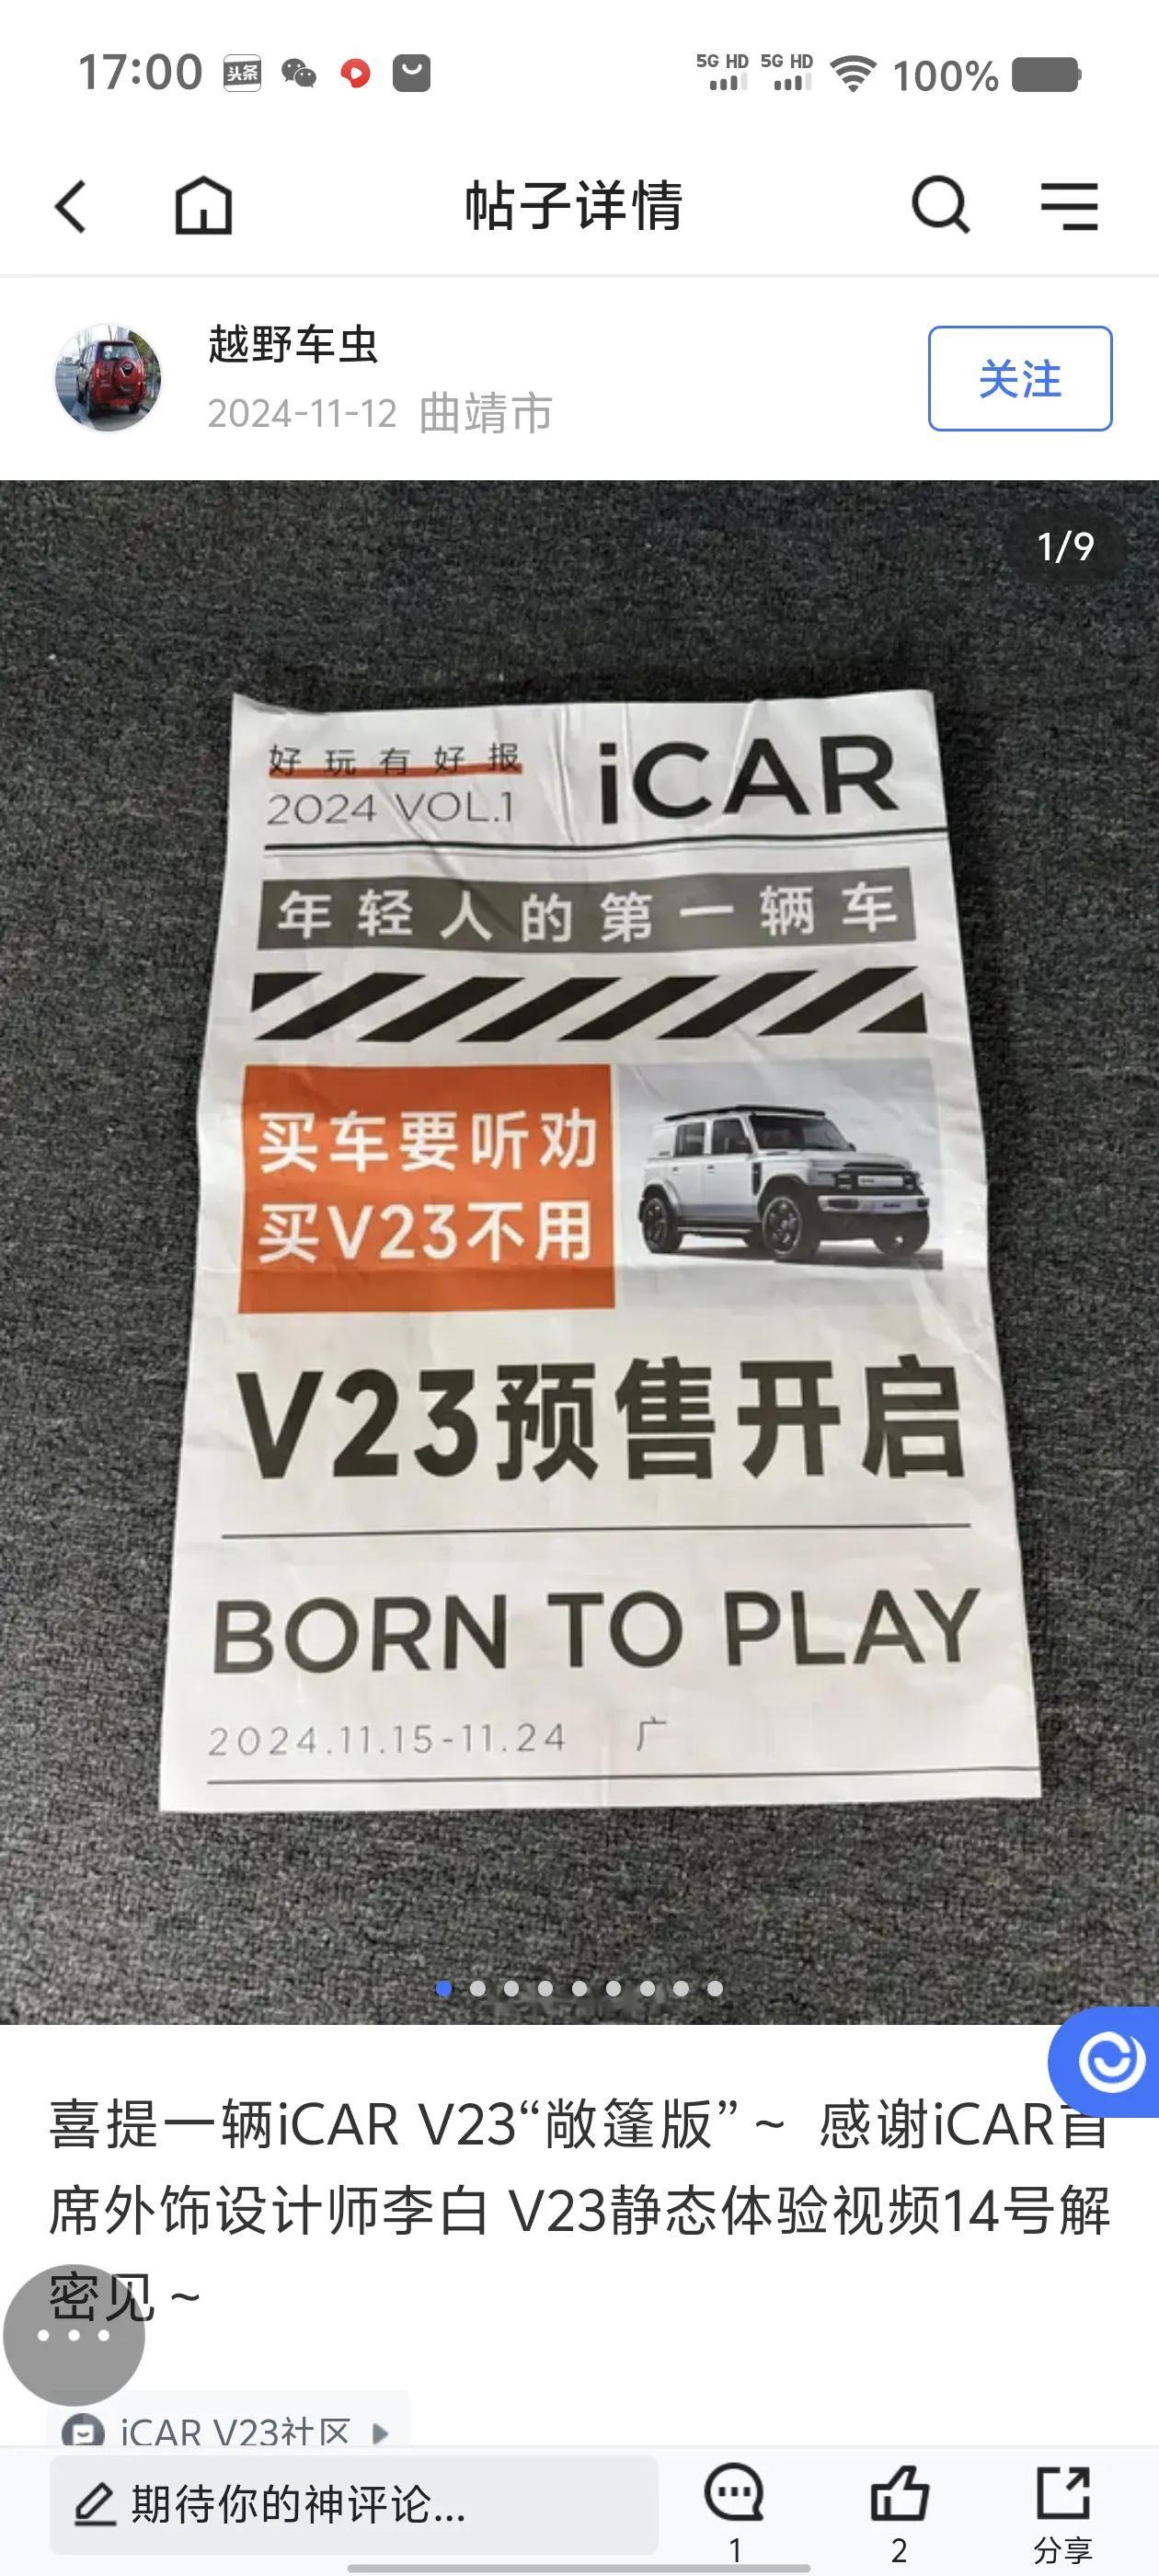 17:00
头条
5G HD 5G HD
100%
帖子详情
越野车虫
2024-11-12 曲靖市
关注
1/9
好玩有好报
2024 VOL.1
iCAR
年轻人的第一辆车
买车要听劝
买V23不用
V23预售开启
BORN TO PLAY
2024.11.15-11.24 广
喜提一辆iCAR V23“敞篷版”~ 感谢iCAR首
席外饰设计师李白 V23静态体验视频14号解
密见~
iCAR V23社区
期待你的神评论...
1
2
分享